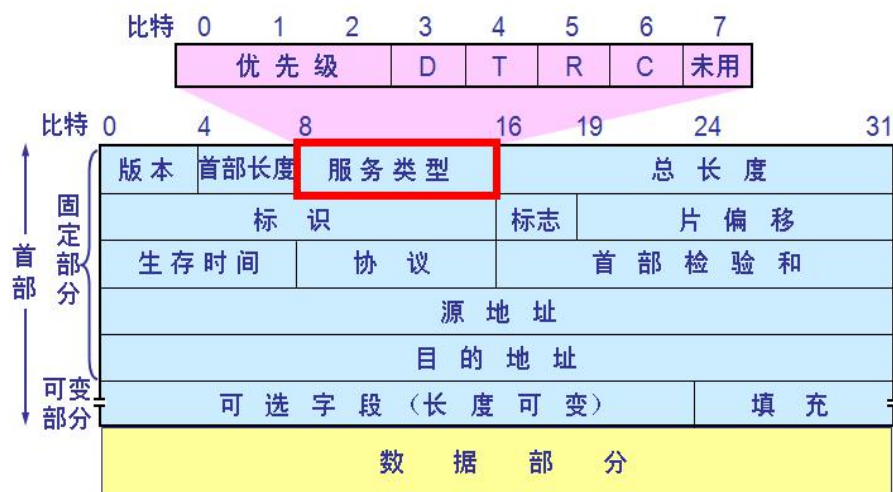 比特 0 1 2 3 4 5 6 7
优先级 D T R C 未用
比特 0 4 8 16 19 24 31
版本 首部长度 服务类型 总长度
标识 标志 片偏移
生存时间 协议 首部检验和
源地址
目的地址
可选字段（长度可变） 填充
数据部分
首部
固定部分
可变部分